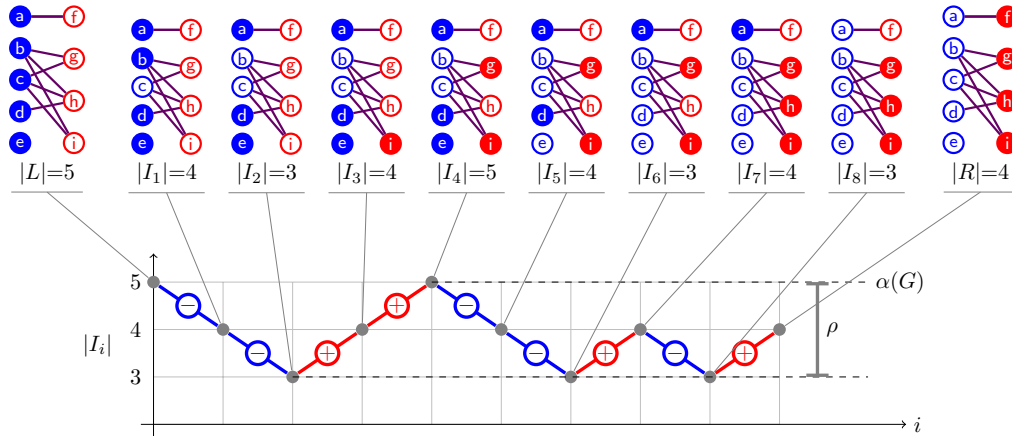 a f a f a f a f a f a f a f a f a f a f
b g b g b g b g b g b g b g b g b g b g
c h c h c h c h c h c h c h c h c h c h
d d d d d d d d d d
e i e i e i e i e i e i e i e i e i e i
|L|=5 |I₁|=4 |I₂|=3 |I₃|=4 |I₄|=5 |I₅|=4 |I₆|=3 |I₇|=4 |I₈|=3 |R|=4
5 α(G)
− + − 
4 + ρ
|Iᵢ| − + − + − +
3
i